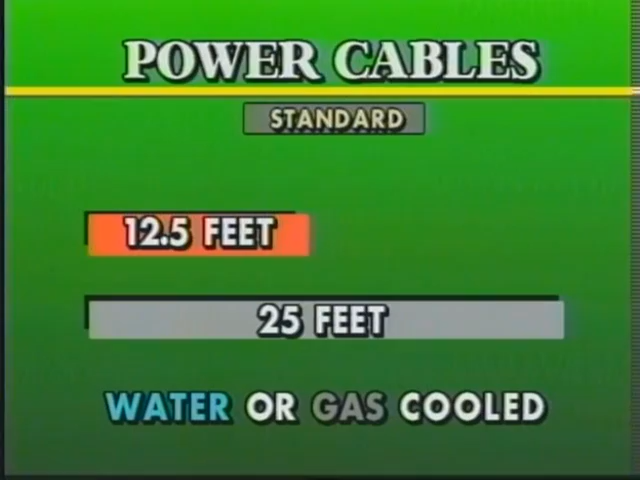 POWER CABLES
STANDARD
12.5 FEET
25 FEET
WATER OR GAS COOLED